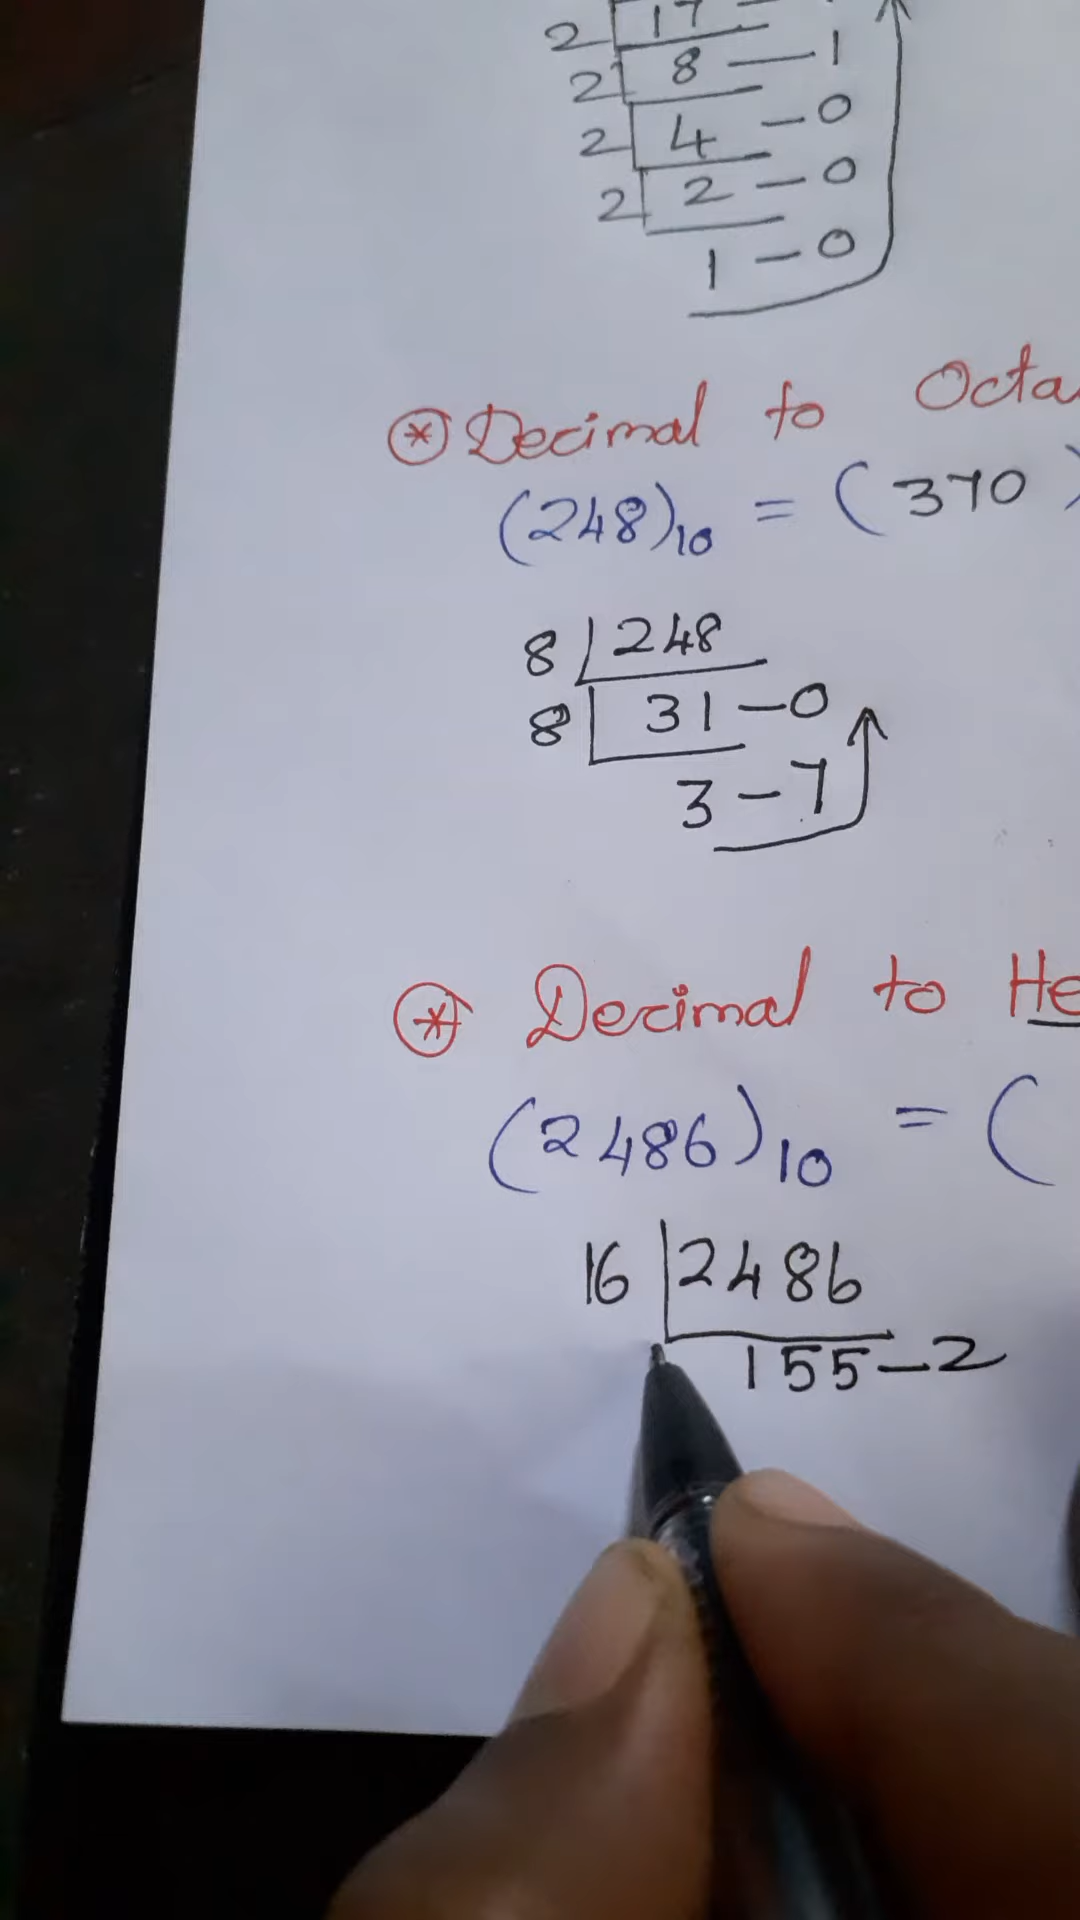 2 17 -
2 8 — 1
2 4 - 0
2 2 - 0
1 - 0
* Decimal to Octa
(248)10 = (370)
8 248
8 31 - 0
3 - 7
* Decimal to He
(2486)10 = (
16 2486
155 - 2